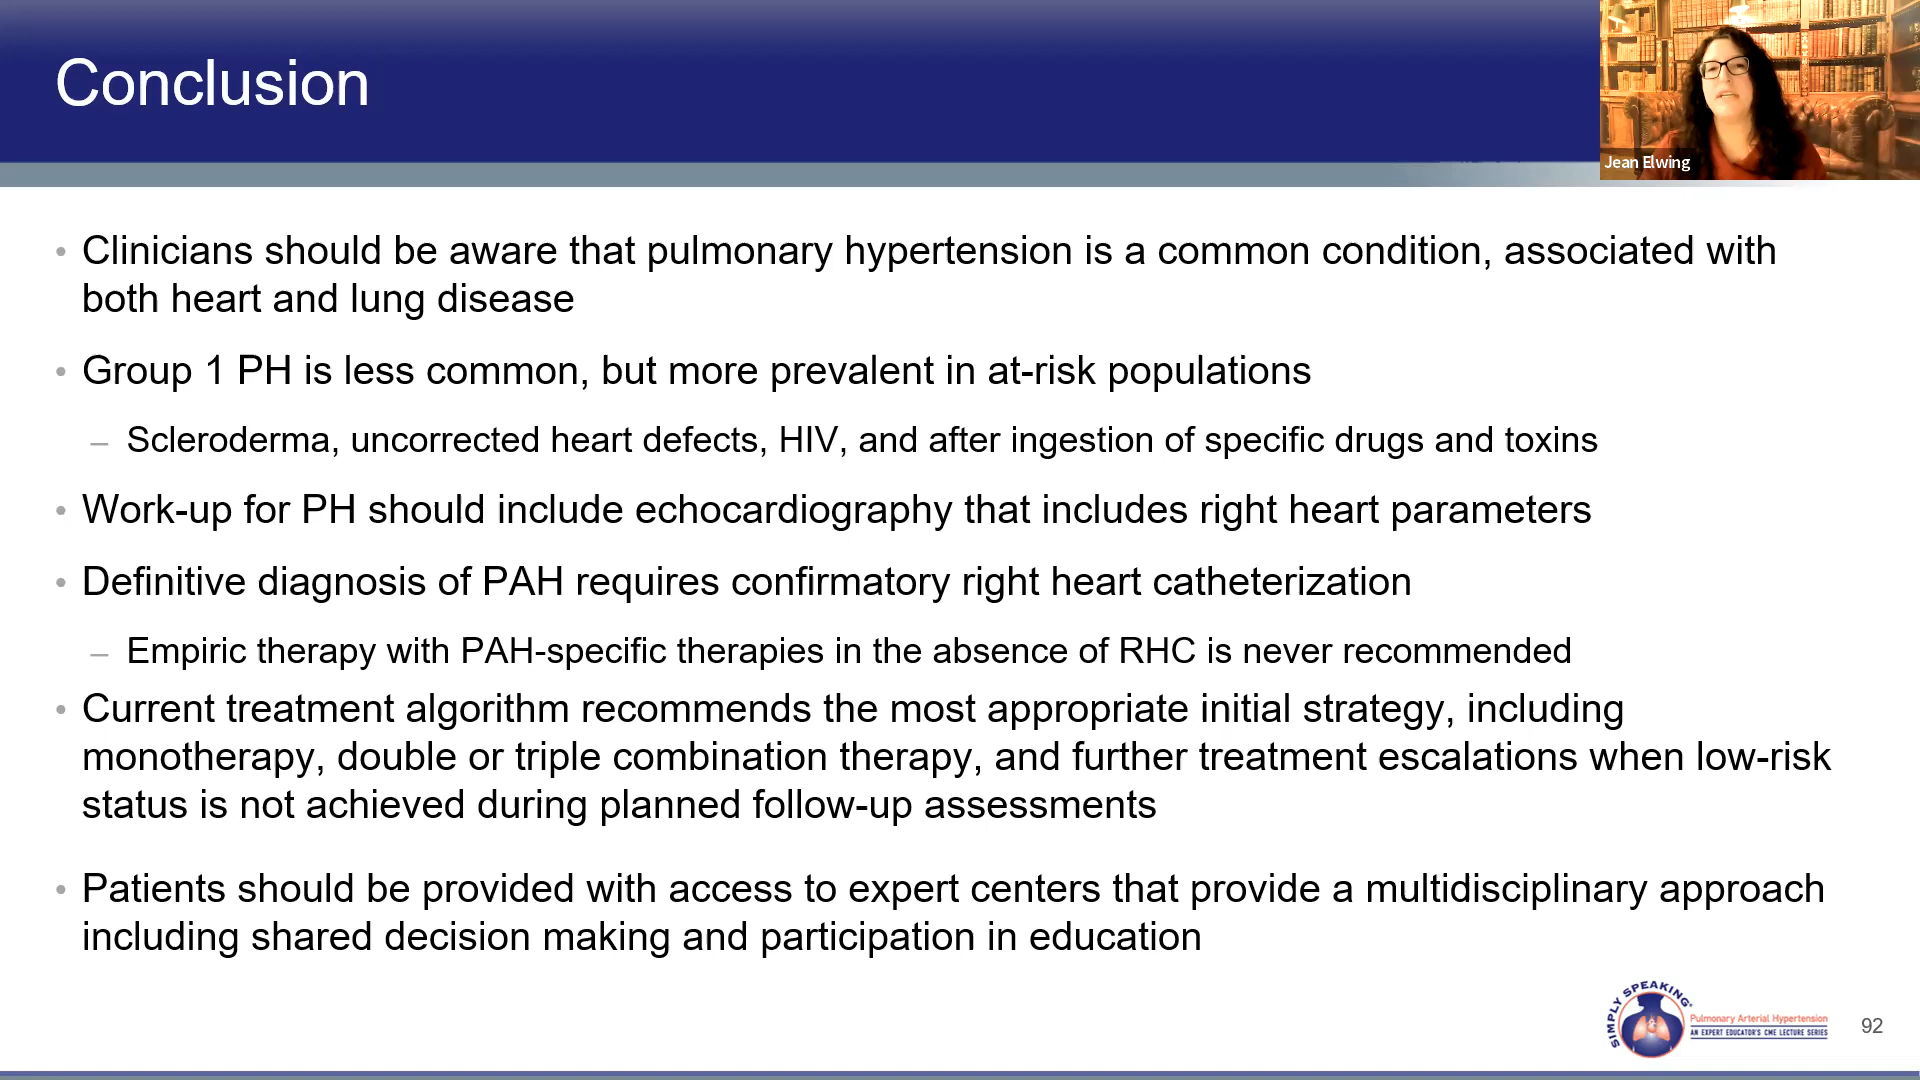 Conclusion
Jean Elwing
• Clinicians should be aware that pulmonary hypertension is a common condition, associated with
both heart and lung disease
• Group 1 PH is less common, but more prevalent in at-risk populations
– Scleroderma, uncorrected heart defects, HIV, and after ingestion of specific drugs and toxins
• Work-up for PH should include echocardiography that includes right heart parameters
• Definitive diagnosis of PAH requires confirmatory right heart catheterization
– Empiric therapy with PAH-specific therapies in the absence of RHC is never recommended
• Current treatment algorithm recommends the most appropriate initial strategy, including
monotherapy, double or triple combination therapy, and further treatment escalations when low-risk
status is not achieved during planned follow-up assessments
• Patients should be provided with access to expert centers that provide a multidisciplinary approach
including shared decision making and participation in education
SIMPLY SPEAKING®
Pulmonary Arterial Hypertension
AN EXPERT EDUCATOR'S CME LECTURE SERIES
92